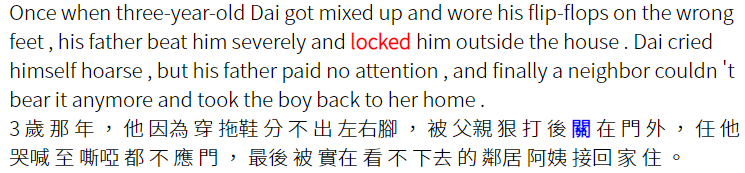 Once when three-year-old Dai got mixed up and wore his flip-flops on the wrong
feet , his father beat him severely and locked him outside the house . Dai cried
himself hoarse , but his father paid no attention , and finally a neighbor couldn 't
bear it anymore and took the boy back to her home .
3 歲 那 年 ， 他 因為 穿 拖鞋 分 不 出 左右腳 ， 被 父親 狠 打 後 關 在 門 外 ， 任 他
哭喊 至 嘶啞 都 不 應 門 ， 最後 被 實在 看 不 下去 的 鄰居 阿姨 接回 家 住 。